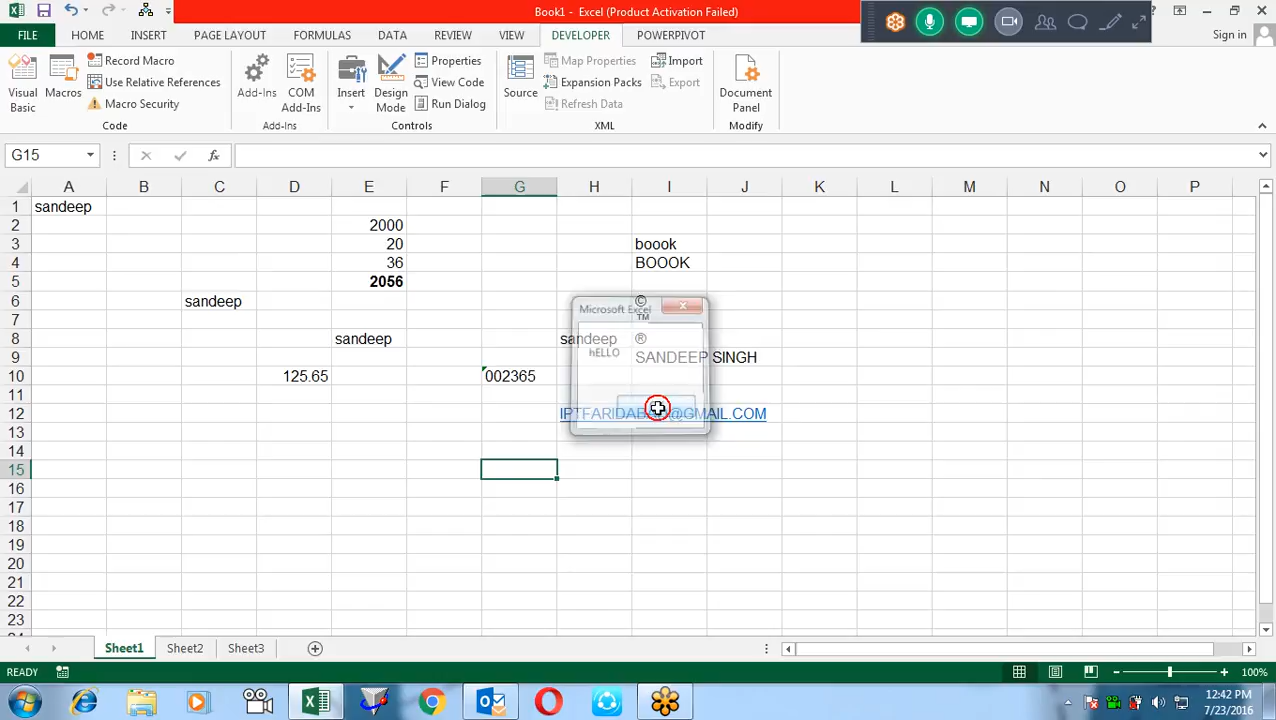 Book1 - Excel (Product Activation Failed)
Sign in
FILE HOME INSERT PAGE LAYOUT FORMULAS DATA REVIEW VIEW DEVELOPER POWERPIVOT
Visual Basic
Macros
Record Macro
Use Relative References
Macro Security
Code
Add-Ins
COM Add-Ins
Add-Ins
Insert
Design Mode
Properties
View Code
Run Dialog
Controls
Source
Map Properties
Expansion Packs
Refresh Data
Import
Export
XML
Document Panel
Modify
G15
fx
A B C D E F G H I J K L M N O P
1 sandeep
2 2000
3 20 boook
4 36 BOOOK
5 2056
6 sandeep ©
7 ™
8 sandeep sandeep ®
9 SANDEEP SINGH
10 125.65 002365
11
12
13
14
15
16
17
18
19
20
21
22
23
Microsoft Excel
hELLO
Sheet1 Sheet2 Sheet3
READY
100%
12:42 PM
7/23/2016